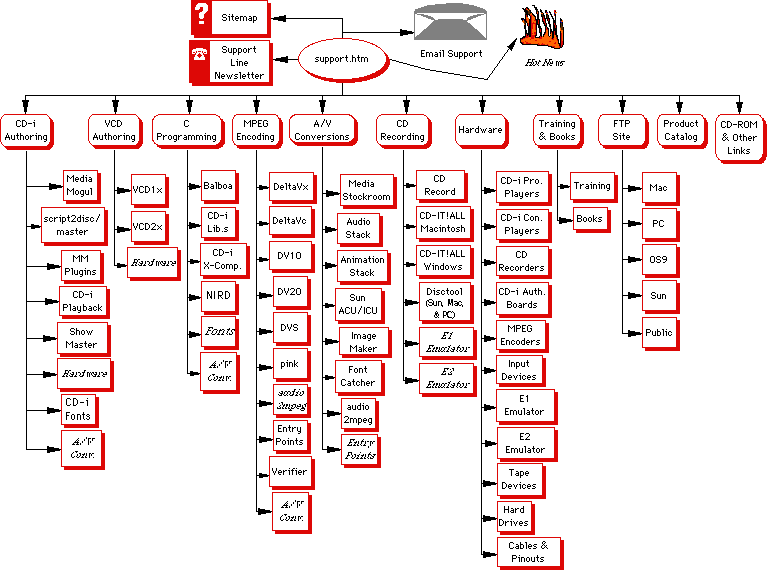 ?
Sitemap
Support
Line
Newsletter
support.htm
Email Support
Hot News
CD-i
Authoring
VCD
Authoring
C
Programming
MPEG
Encoding
A/V
Conversions
CD
Recording
Hardware
Training
& Books
FTP
Site
Product
Catalog
CD-ROM
& Other
Links
Media
Mogul
script2disc/
master
MM
Plugins
CD-i
Playback
Show
Master
Hardware
CD-i
Fonts
A/V
Conv.
VCD1x
VCD2x
Hardware
Balboa
CD-i
Lib.s
CD-i
X-Comp.
NIRD
Fonts
A/V
Conv.
DeltaVx
DeltaVc
DV10
DV20
DVS
pink
audio
2mpeg
Entry
Points
Verifier
A/V
Conv.
Media
Stockroom
Audio
Stack
Animation
Stack
Sun
ACU/ICU
Image
Maker
Font
Catcher
audio
2mpeg
Entry
Points
CD
Record
CD-IT!ALL
Macintosh
CD-IT!ALL
Windows
Disctool
(Sun, Mac,
& PC)
E1
Emulator
E2
Emulator
CD-i Pro.
Players
CD-i Con.
Players
CD
Recorders
CD-i Auth.
Boards
MPEG
Encoders
Input
Devices
E1
Emulator
E2
Emulator
Tape
Devices
Hard
Drives
Cables &
Pinouts
Training
Books
Mac
PC
OS9
Sun
Public